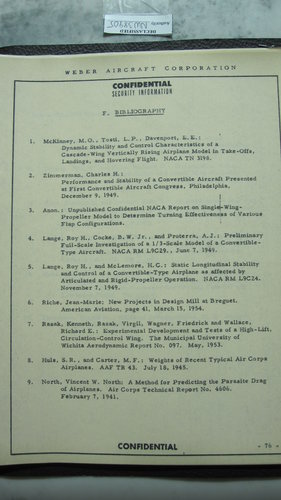 DECLASSIFIED
Authority NND 58905
WEBER AIRCRAFT CORPORATION
CONFIDENTIAL
SECURITY INFORMATION
F. BIBLIOGRAPHY
1. McKinney, M.O., Tosti, L.P., Davenport, E.E.:
Dynamic Stability and Control Characteristics of a
Cascade-Wing Vertically Rising Airplane Model in Take-Offs,
Landings, and Hovering Flight. NACA TN 3198.
2. Zimmerman, Charles H.:
Performance and Stability of a Convertible Aircraft Presented
at First Convertible Aircraft Congress, Philadelphia,
December 9, 1949.
3. Anon.: Unpublished Confidential NACA Report on Single-Wing-
Propeller Model to Determine Turning Effectiveness of Various
Flap Configurations.
4. Lange, Roy H., Cocke, B.W. Jr., and Proterra, A.J.: Preliminary
Full-Scale Investigation of a 1/3-Scale Model of a Convertible-
Type Aircraft. NACA RM L9C29., June 7, 1949.
5. Lange, Roy H., and McLemore, H.C.: Static Longitudinal Stability
and Control of a Convertible-Type Airplane as affected by
Articulated and Rigid-Propeller Operation. NACA RM L9C24.
November 7, 1949.
6. Riche, Jean-Marie: New Projects in Design Mill at Breguet.
American Aviation, page 41, March 15, 1954.
7. Razak, Kenneth, Razak, Virgil, Wagner, Friedrich and Wallace,
Richard E.: Experimental Development and Tests of a High-Lift,
Circulation-Control Wing. The Municipal University of
Wichita Aerodynamic Report No. 097. May, 1953.
8. Huls, S.R., and Carter, M.F.: Weights of Recent Typical Air Corps
Airplanes. AAF TR 43. July 18, 1945.
9. North, Vincent W. North: A Method for Predicting the Parasite Drag
of Airplanes. Air Corps Technical Report No. 4606.
February 7, 1941.
CONFIDENTIAL
- 76 -